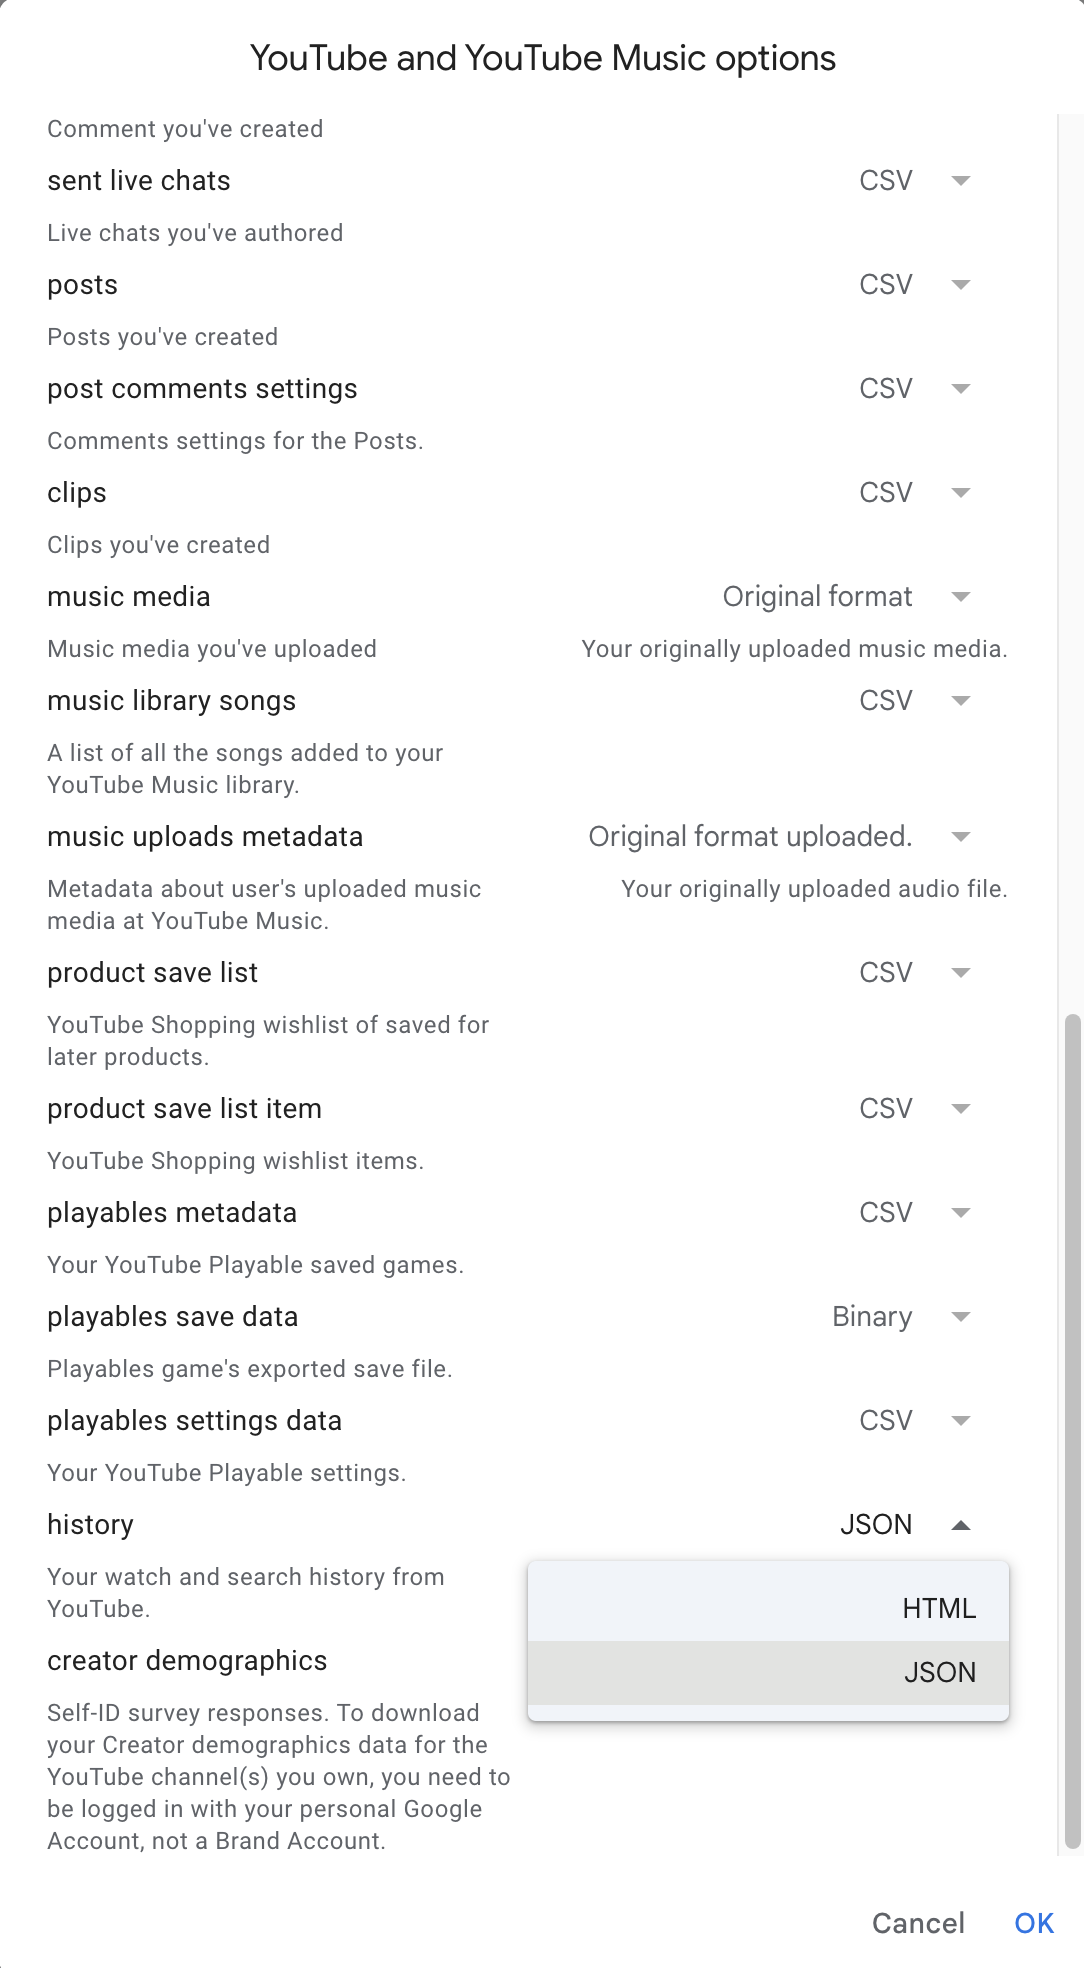 YouTube and YouTube Music options
Comment you've created
sent live chats CSV
Live chats you've authored
posts CSV
Posts you've created
post comments settings CSV
Comments settings for the Posts.
clips CSV
Clips you've created
music media Original format
Music media you've uploaded Your originally uploaded music media.
music library songs CSV
A list of all the songs added to your
YouTube Music library.
music uploads metadata Original format uploaded.
Metadata about user's uploaded music Your originally uploaded audio file.
media at YouTube Music.
product save list CSV
YouTube Shopping wishlist of saved for
later products.
product save list item CSV
YouTube Shopping wishlist items.
playables metadata CSV
Your YouTube Playable saved games.
playables save data Binary
Playables game's exported save file.
playables settings data CSV
Your YouTube Playable settings.
history JSON
Your watch and search history from
YouTube.
HTML
creator demographics
JSON
Self-ID survey responses. To download
your Creator demographics data for the
YouTube channel(s) you own, you need to
be logged in with your personal Google
Account, not a Brand Account.
Cancel OK